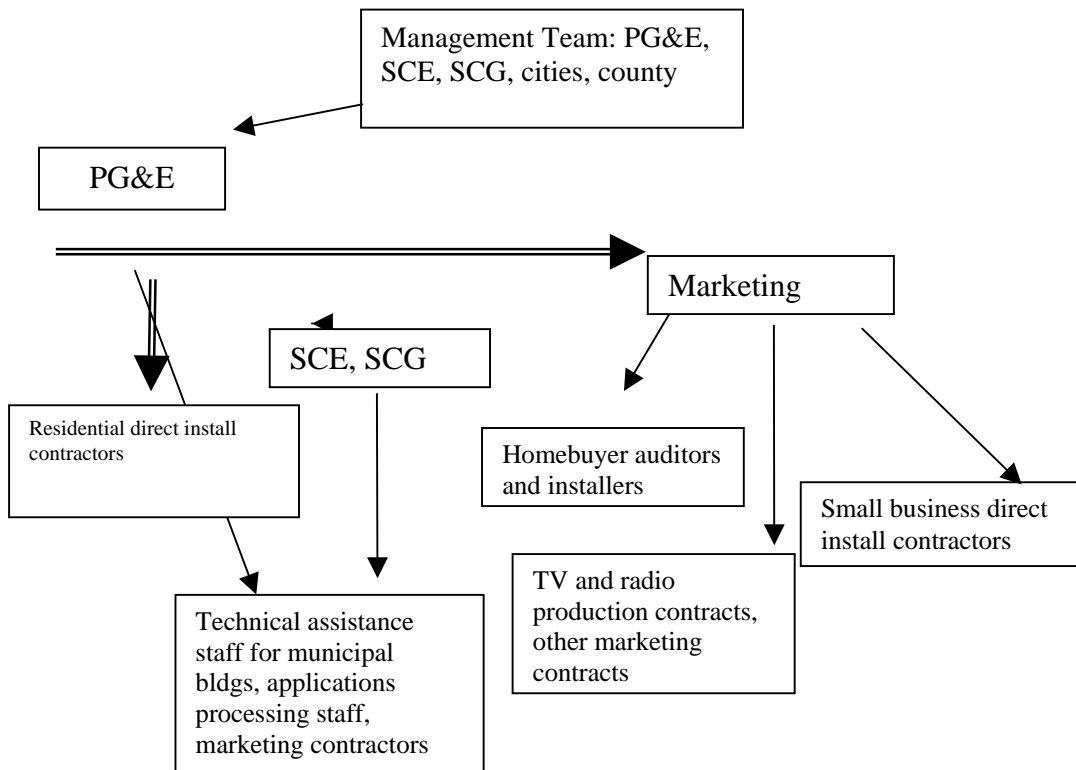 Management Team: PG&E,
SCE, SCG, cities, county
PG&E
Marketing
SCE, SCG
Residential direct install
contractors
Homebuyer auditors
and installers
Small business direct
install contractors
TV and radio
production contracts,
other marketing
contracts
Technical assistance
staff for municipal
bldgs, applications
processing staff,
marketing contractors